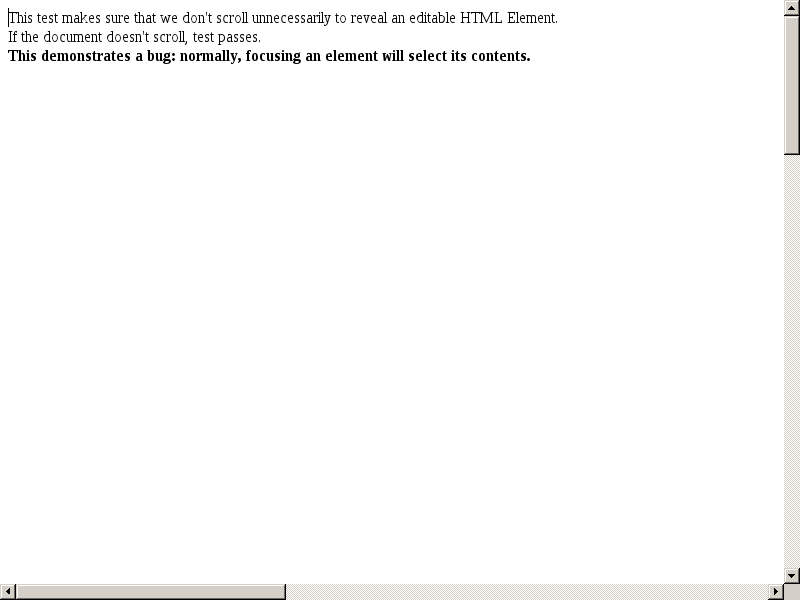 This test makes sure that we don't scroll unnecessarily to reveal an editable HTML Element.
If the document doesn't scroll, test passes.
This demonstrates a bug: normally, focusing an element will select its contents.